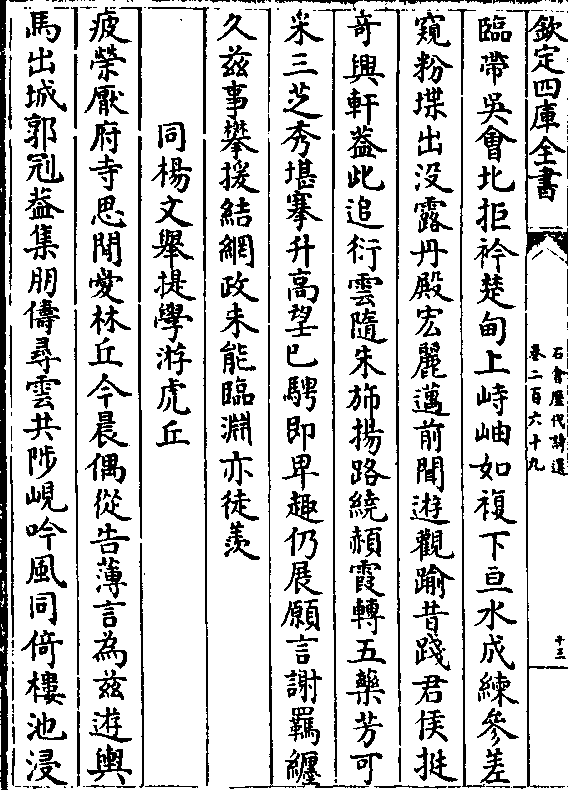 欽定四庫全書
石倉歷代詩選
卷二百六十九
十三
臨帶吳會北拒衿楚甸上峙岫如複下亘水成練參差
窺粉堞出没露丹殿宏麗邁前聞遊觀踰昔踐君侯挺
奇興軒葢此追衍雲隨朱斾揚路繞頳霞轉五藥芳可
采三芝秀堪搴升高望已騁即卑趣仍展願言謝羈纒
久兹事攀援結網政未能臨淵亦徒羨
同楊文舉提學游虎丘
疲榮厭府寺思閒愛林丘今晨偶從告薄言為兹遊輿
馬出城郭冠葢集朋儔尋雲共陟峴吟風同倚樓池浸